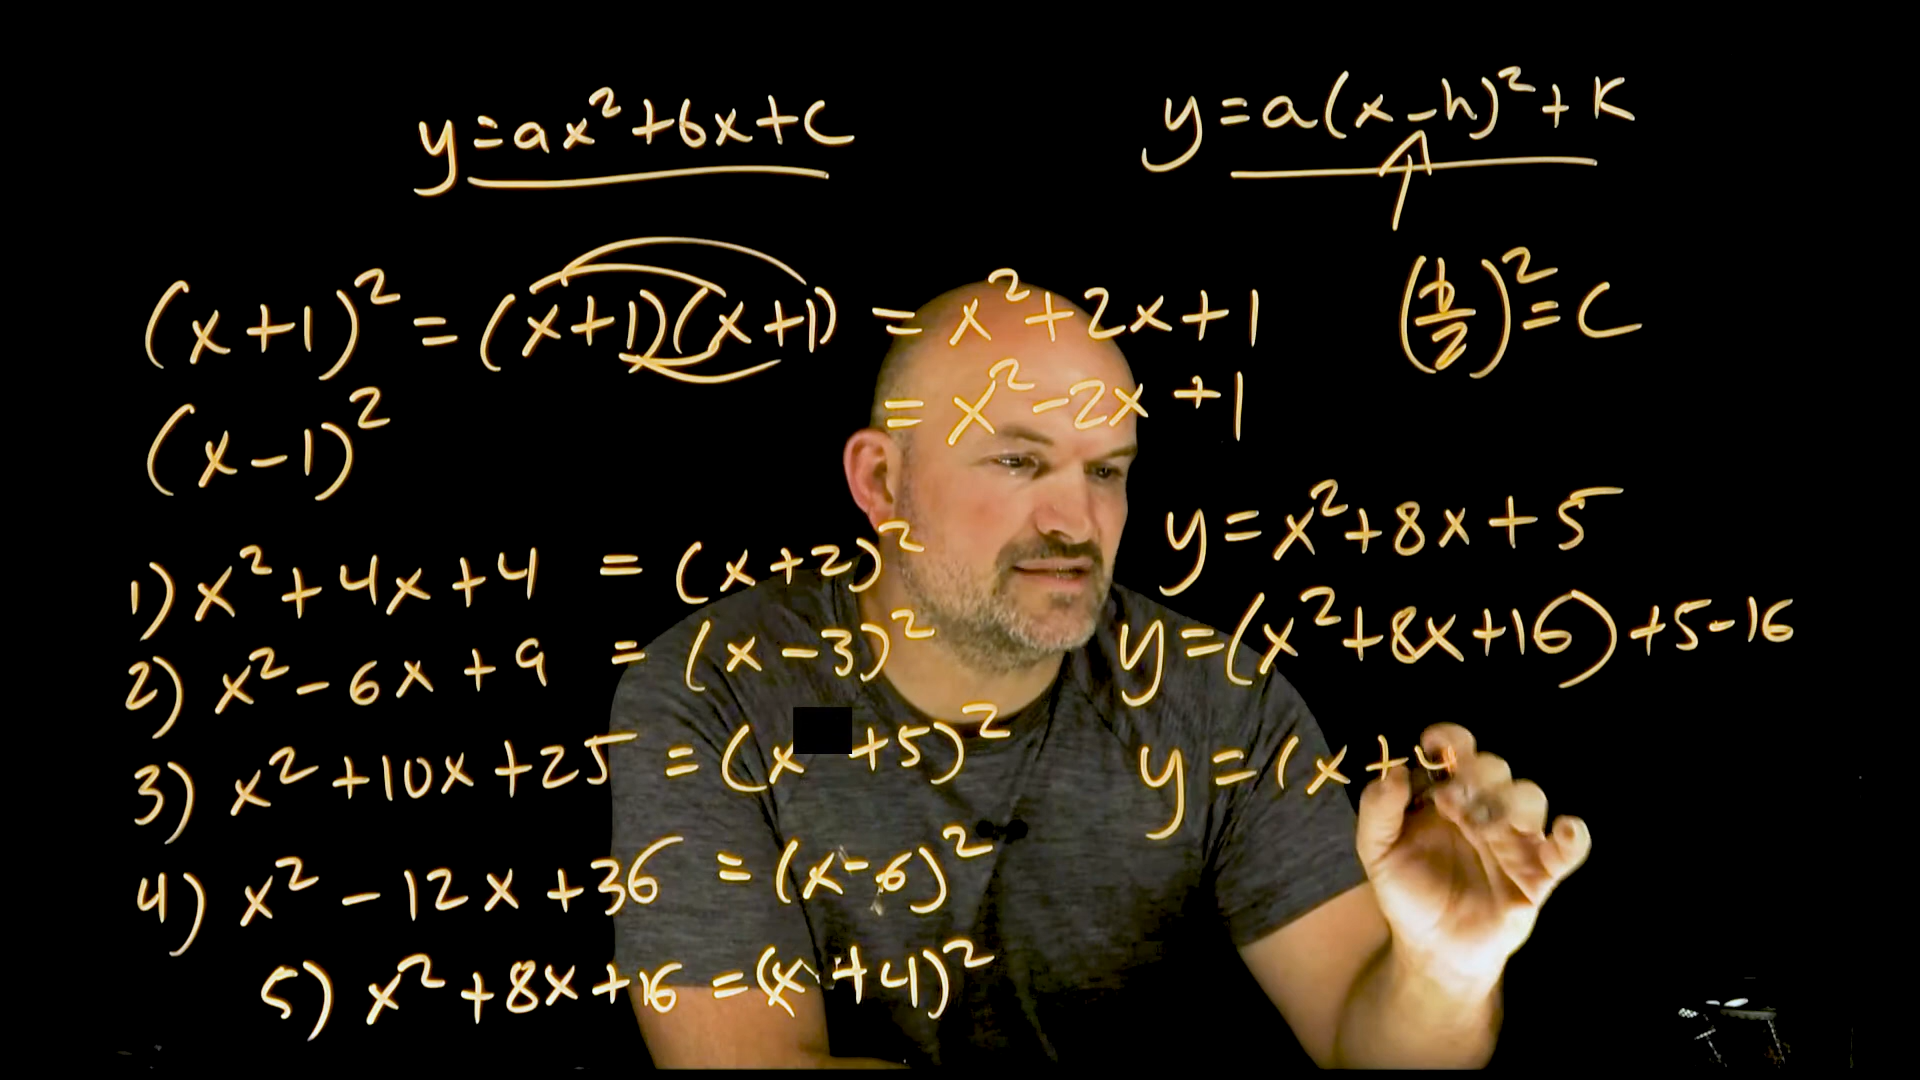 y=ax²+bx+c
y=a(x-h)²+k
(x+1)²=(x+1)(x+1)=x²+2x+1
(b/2)²=c
(x-1)²=x²-2x+1
y=x²+8x+5
1) x²+4x+4=(x+2)²
y=(x²+8x+16)+5-16
2) x²-6x+9=(x-3)²
3) x²+10x+25=(x+5)²
y=(x+4
4) x²-12x+36=(x-6)²
5) x²+8x+16=(x+4)²